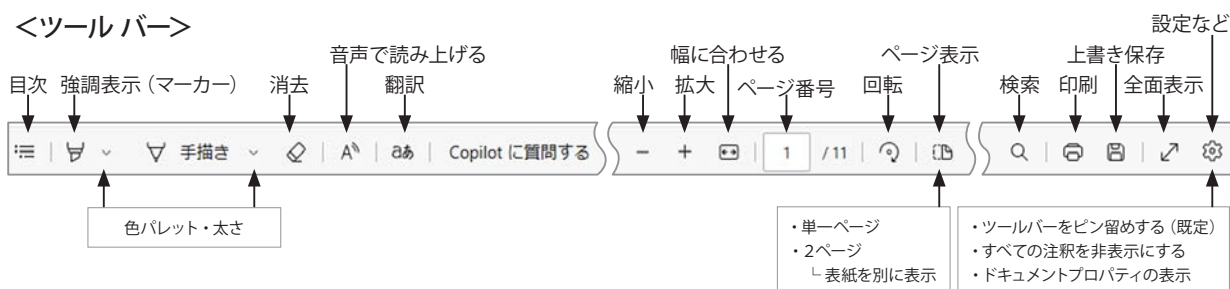 <ツール バー>
設定など
音声で読み上げる 幅に合わせる ページ表示 上書き保存
目次 強調表示（マーカー） 消去 翻訳 縮小 拡大 ページ番号 回転 検索 印刷 全面表示
手描き aあ Copilot に質問する 1 /11
色パレット・太さ
・単一ページ
・2ページ
└ 表紙を別に表示
・ツールバーをピン留めする（既定）
・すべての注釈を非表示にする
・ドキュメントプロパティの表示